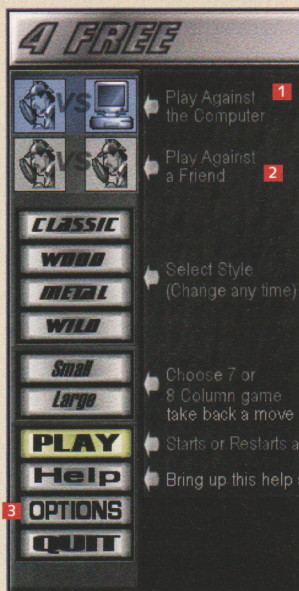 4 FREE
VS
Play Against 1
the Computer
VS
Play Against
a Friend 2
CLASSIC
WOOD
METAL
WILD
Select Style
(Change any time)
Small
Large
Choose 7 or
8 Column game
take back a move
PLAY
Starts or Restarts a
Help
Bring up this help
3 OPTIONS
QUIT